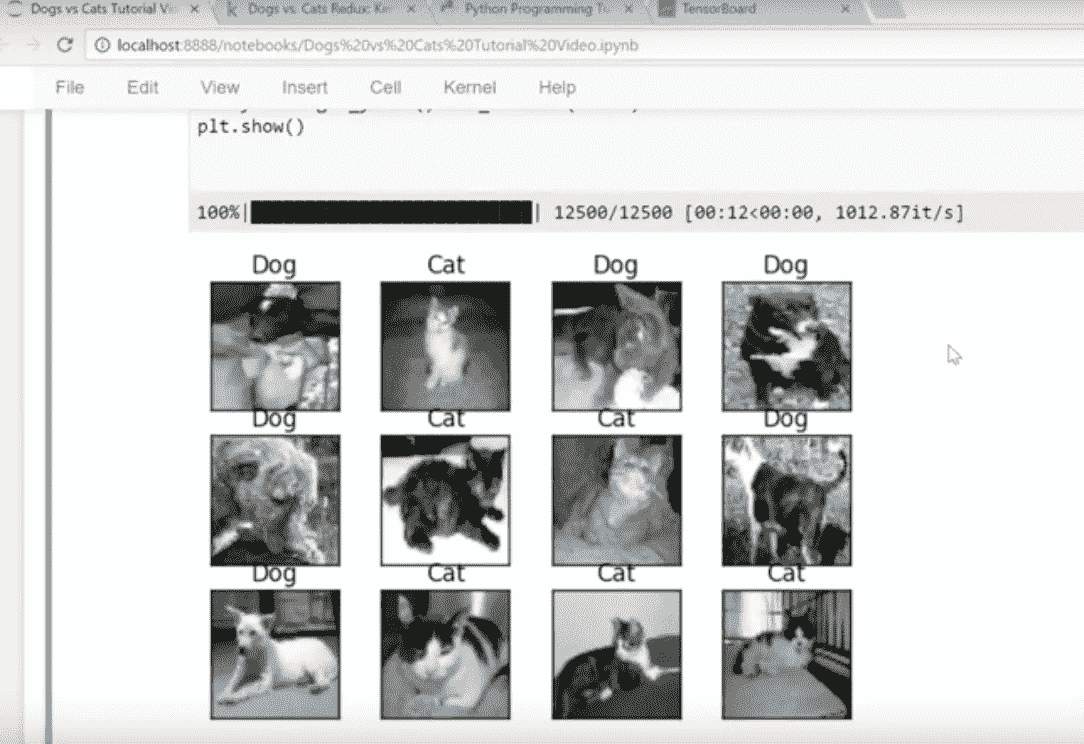 Dogs vs Cats Tutorial Vi
Dogs vs. Cats Redux: Ke
Python Programming Tu
TensorBoard
localhost:8888/notebooks/Dogs%20vs%20Cats%20Tutorial%20Video.ipynb
File Edit View Insert Cell Kernel Help
plt.show()
100%| | 12500/12500 [00:12<00:00, 1012.87it/s]
Dog Cat Dog Dog
Dog Cat Cat Dog
Dog Cat Cat Cat